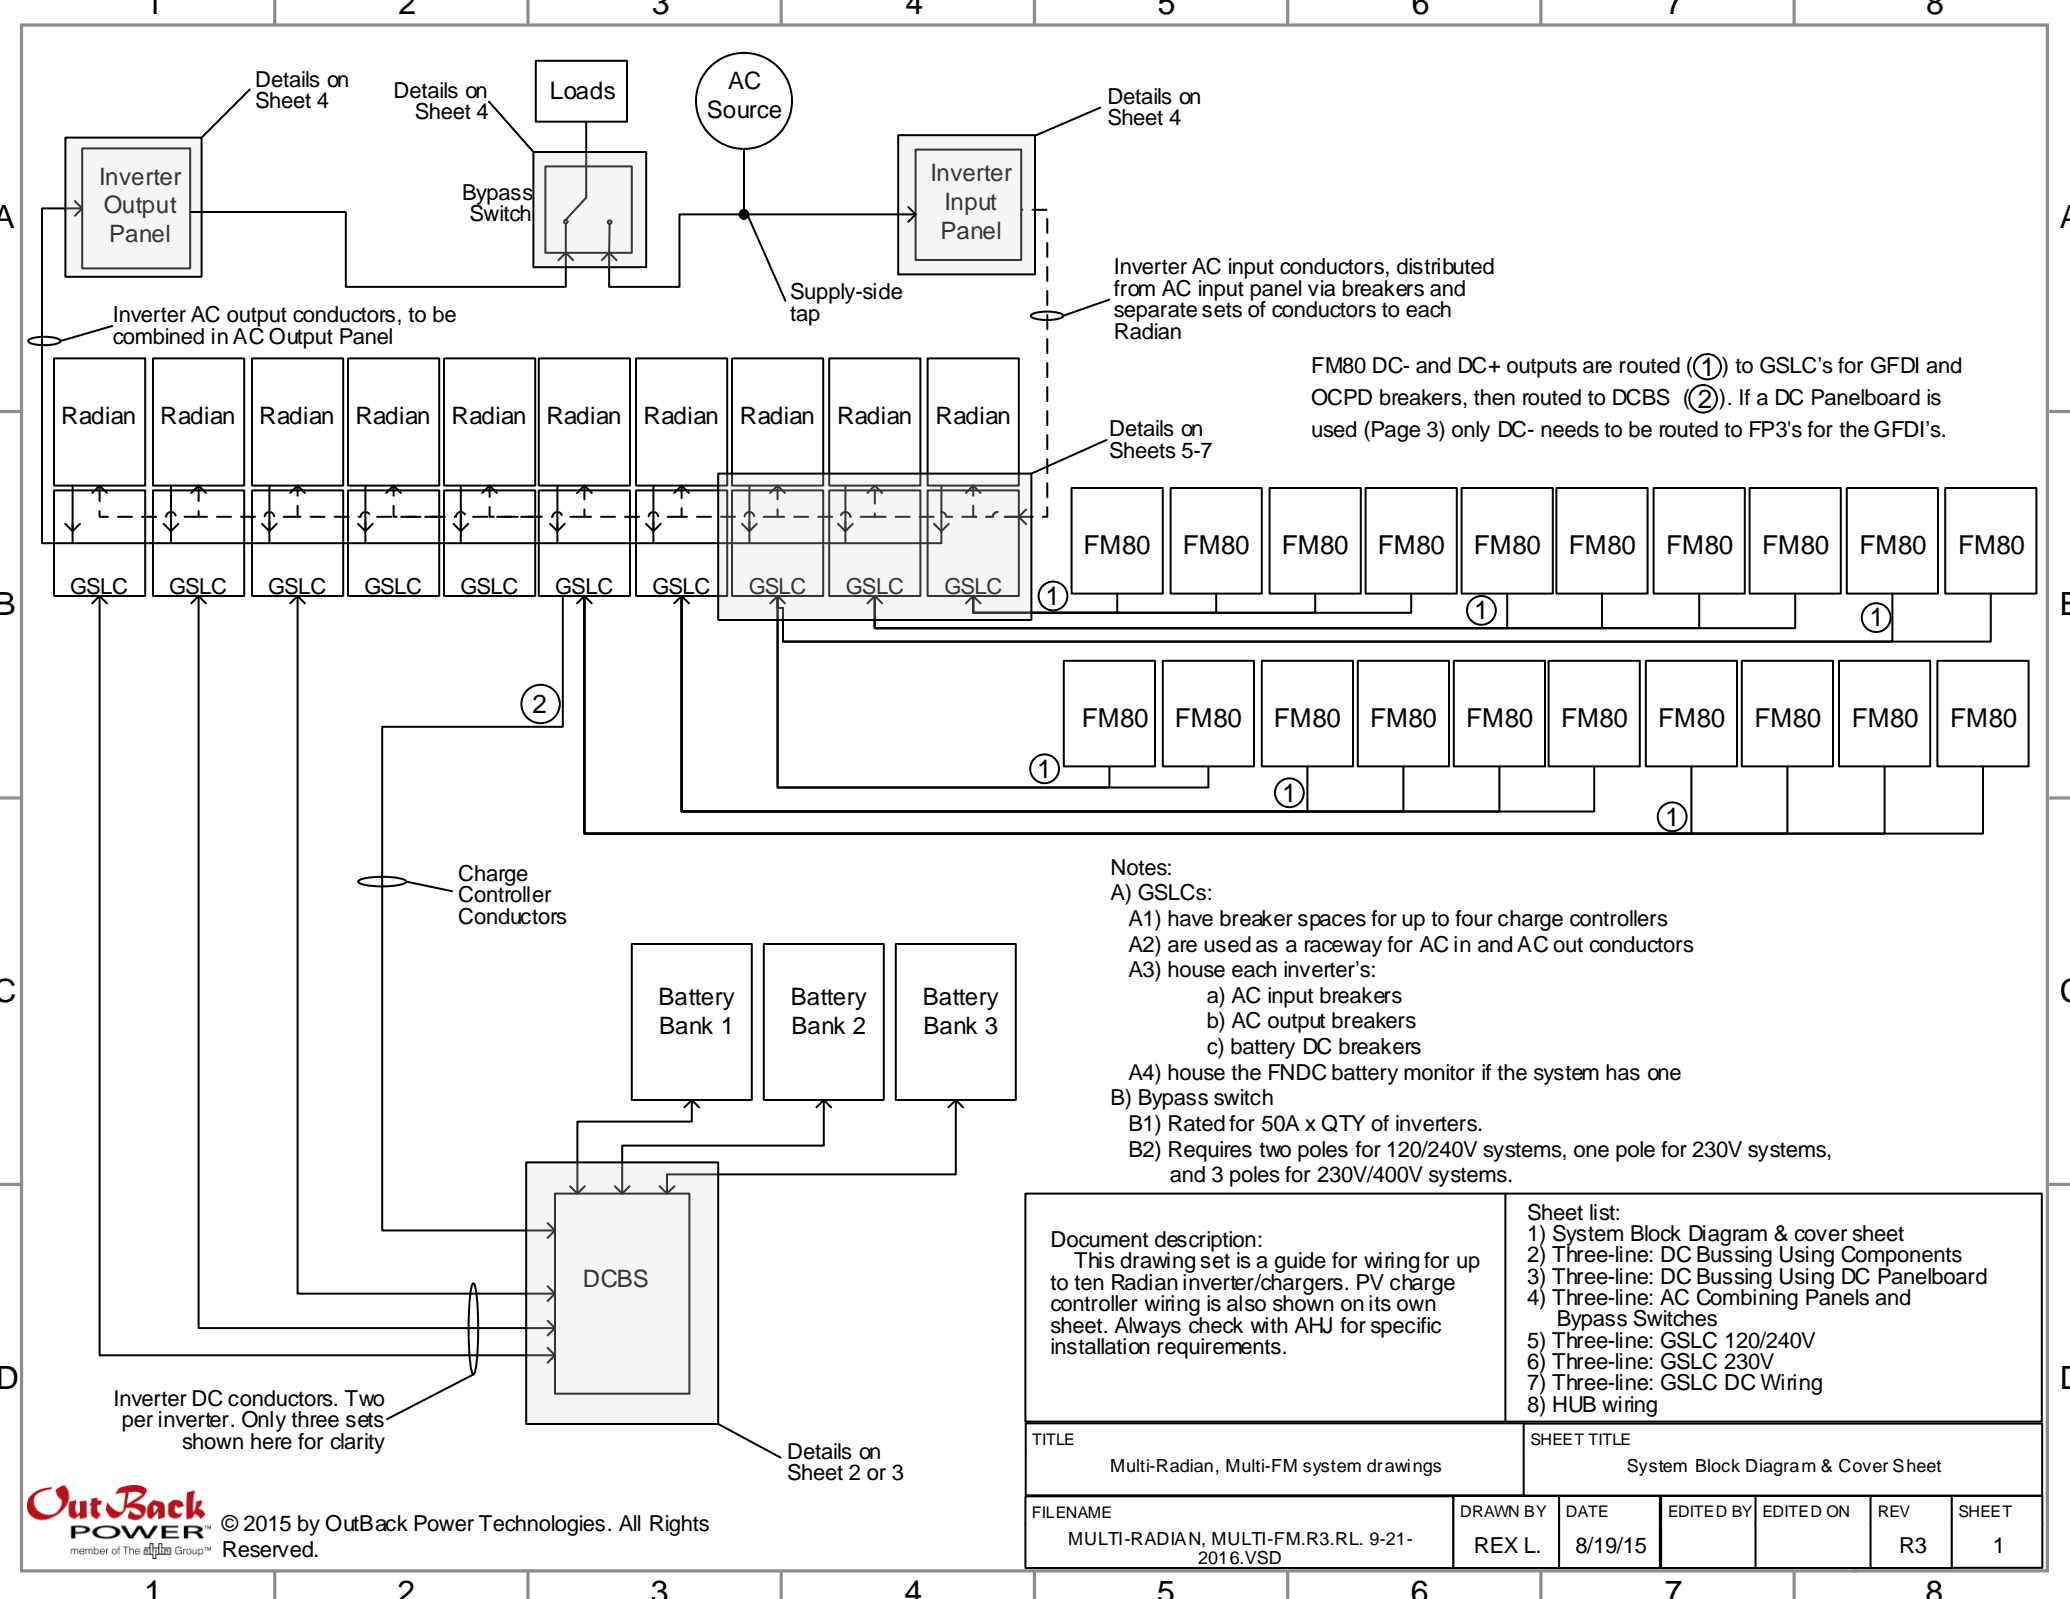 1 2 3 4 5 6 7 8
Details on
Sheet 4
Details on
Sheet 4
Loads
AC
Source
Details on
Sheet 4
A
Inverter
Output
Panel
Bypass
Switch
Inverter
Input
Panel
A
Supply-side
tap
Inverter AC input conductors, distributed
from AC input panel via breakers and
separate sets of conductors to each
Radian
Inverter AC output conductors, to be
combined in AC Output Panel
FM80 DC- and DC+ outputs are routed (①) to GSLC's for GFDI and
OCPD breakers, then routed to DCBS (②). If a DC Panelboard is
used (Page 3) only DC- needs to be routed to FP3's for the GFDI's.
Radian Radian Radian Radian Radian Radian Radian Radian Radian Radian
Details on
Sheets 5-7
FM80 FM80 FM80 FM80 FM80 FM80 FM80 FM80 FM80 FM80
GSLC GSLC GSLC GSLC GSLC GSLC GSLC GSLC GSLC GSLC
B
1 1 1
2
FM80 FM80 FM80 FM80 FM80 FM80 FM80 FM80 FM80 FM80
1 1 1
Charge
Controller
Conductors
Notes:
A) GSLCs:
A1) have breaker spaces for up to four charge controllers
A2) are used as a raceway for AC in and AC out conductors
A3) house each inverter's:
a) AC input breakers
b) AC output breakers
c) battery DC breakers
A4) house the FNDC battery monitor if the system has one
B) Bypass switch
B1) Rated for 50A x QTY of inverters.
B2) Requires two poles for 120/240V systems, one pole for 230V systems,
and 3 poles for 230V/400V systems.
C
Battery
Bank 1
Battery
Bank 2
Battery
Bank 3
DCBS
D
Inverter DC conductors. Two
per inverter. Only three sets
shown here for clarity
Details on
Sheet 2 or 3
Document description:
This drawing set is a guide for wiring for up
to ten Radian inverter/chargers. PV charge
controller wiring is also shown on its own
sheet. Always check with AHJ for specific
installation requirements.
Sheet list:
1) System Block Diagram & cover sheet
2) Three-line: DC Bussing Using Components
3) Three-line: DC Bussing Using DC Panelboard
4) Three-line: AC Combining Panels and
Bypass Switches
5) Three-line: GSLC 120/240V
6) Three-line: GSLC 230V
7) Three-line: GSLC DC Wiring
8) HUB wiring
TITLE
Multi-Radian, Multi-FM system drawings
SHEET TITLE
System Block Diagram & Cover Sheet
FILENAME
MULTI-RADIAN, MULTI-FM.R3.RL. 9-21-
2016.VSD
DRAWN BY
REX L.
DATE
8/19/15
EDITED BY
EDITED ON
REV
R3
SHEET
1
OutBack
POWER™
member of The alpha Group™
© 2015 by OutBack Power Technologies. All Rights
Reserved.
1 2 3 4 5 6 7 8